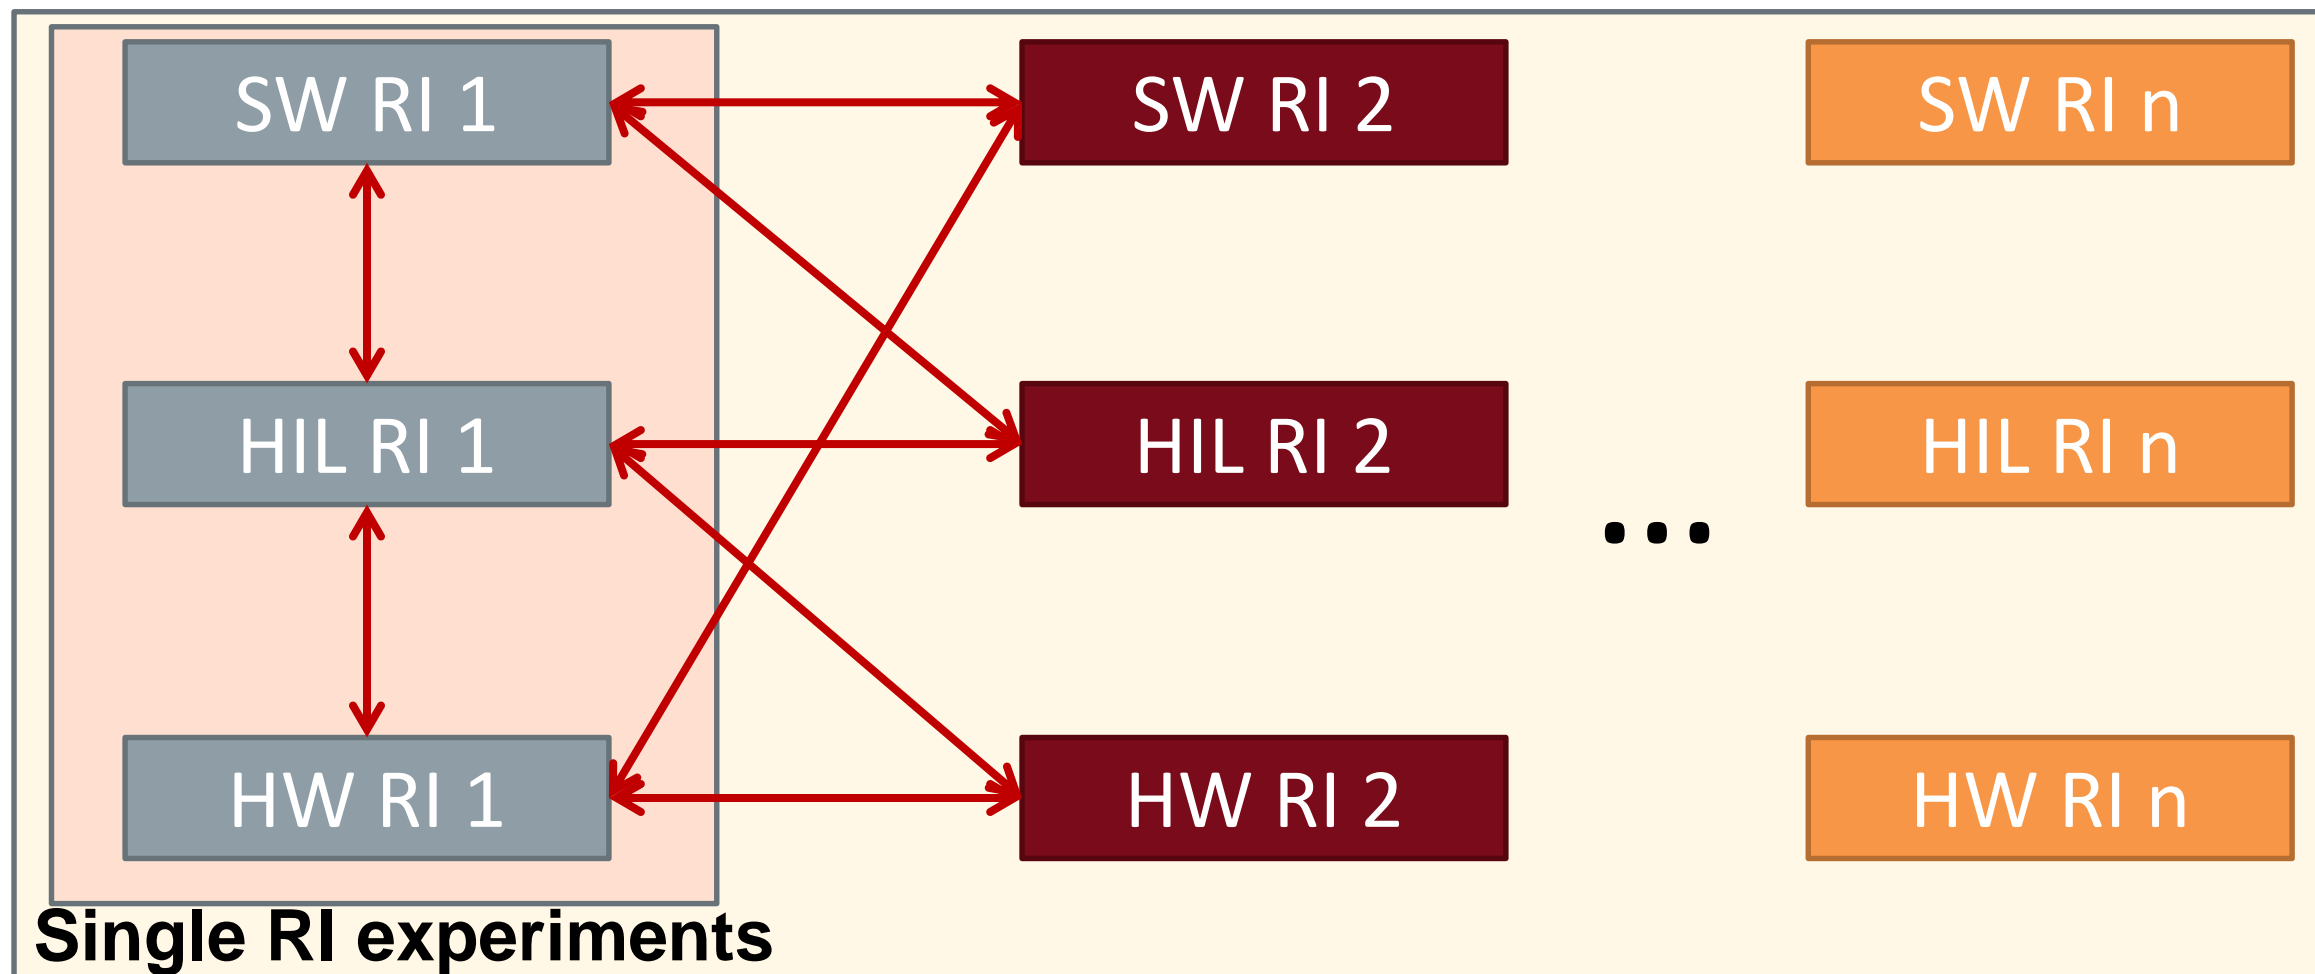 SW RI 1
SW RI 2
SW RI n
HIL RI 1
HIL RI 2
HIL RI n
...
HW RI 1
HW RI 2
HW RI n
Single RI experiments